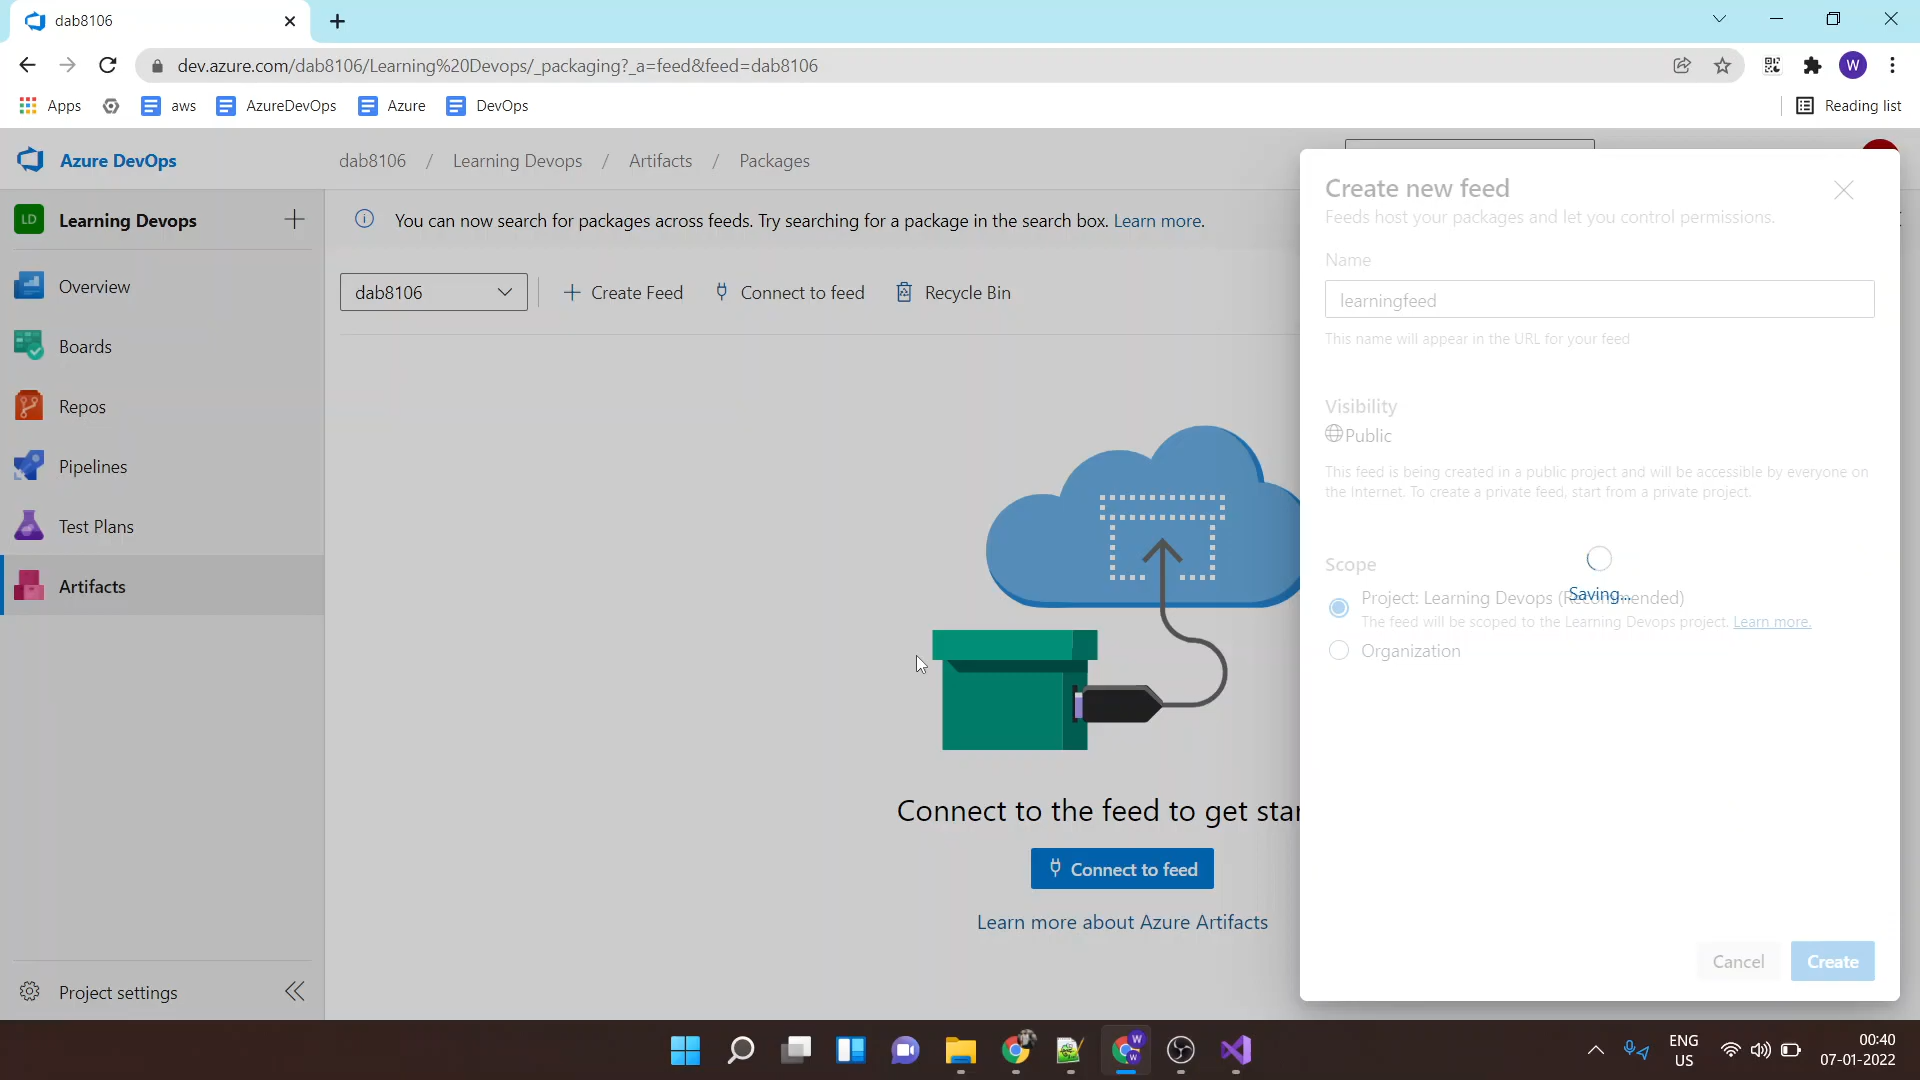 dab8106
dev.azure.com/dab8106/Learning%20Devops/_packaging?_a=feed&feed=dab8106
W
Apps
aws
AzureDevOps
Azure
DevOps
Reading list
Azure DevOps
dab8106 / Learning Devops / Artifacts / Packages
LD
Learning Devops
You can now search for packages across feeds. Try searching for a package in the search box. Learn more.
Overview
Boards
Repos
Pipelines
Test Plans
Artifacts
Project settings
dab8106
Create Feed
Connect to feed
Recycle Bin
Connect to the feed to get star
Connect to feed
Learn more about Azure Artifacts
Create new feed
Feeds host your packages and let you control permissions.
Name
learningfeed
This name will appear in the URL for your feed
Visibility
Public
This feed is being created in a public project and will be accessible by everyone on
the Internet. To create a private feed, start from a private project.
Scope
Saving...
Project: Learning Devops (Recommended)
The feed will be scoped to the Learning Devops project. Learn more.
Organization
Cancel
Create
W
W
ENG
US
00:40
07-01-2022